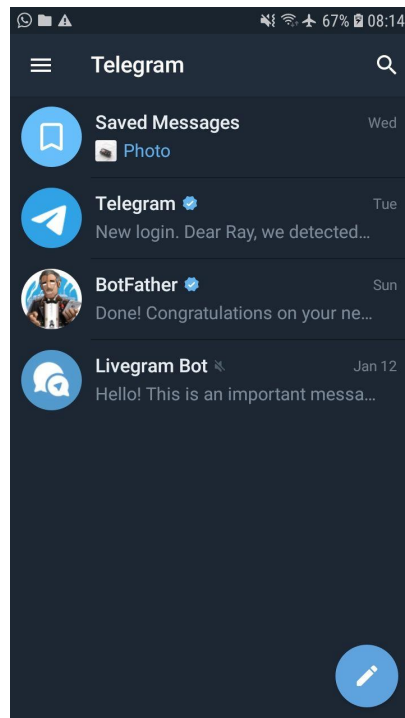 67% 08:14
Telegram
Saved Messages Wed
Photo
Telegram Tue
New login. Dear Ray, we detected...
BotFather Sun
Done! Congratulations on your ne...
Livegram Bot Jan 12
Hello! This is an important messa...